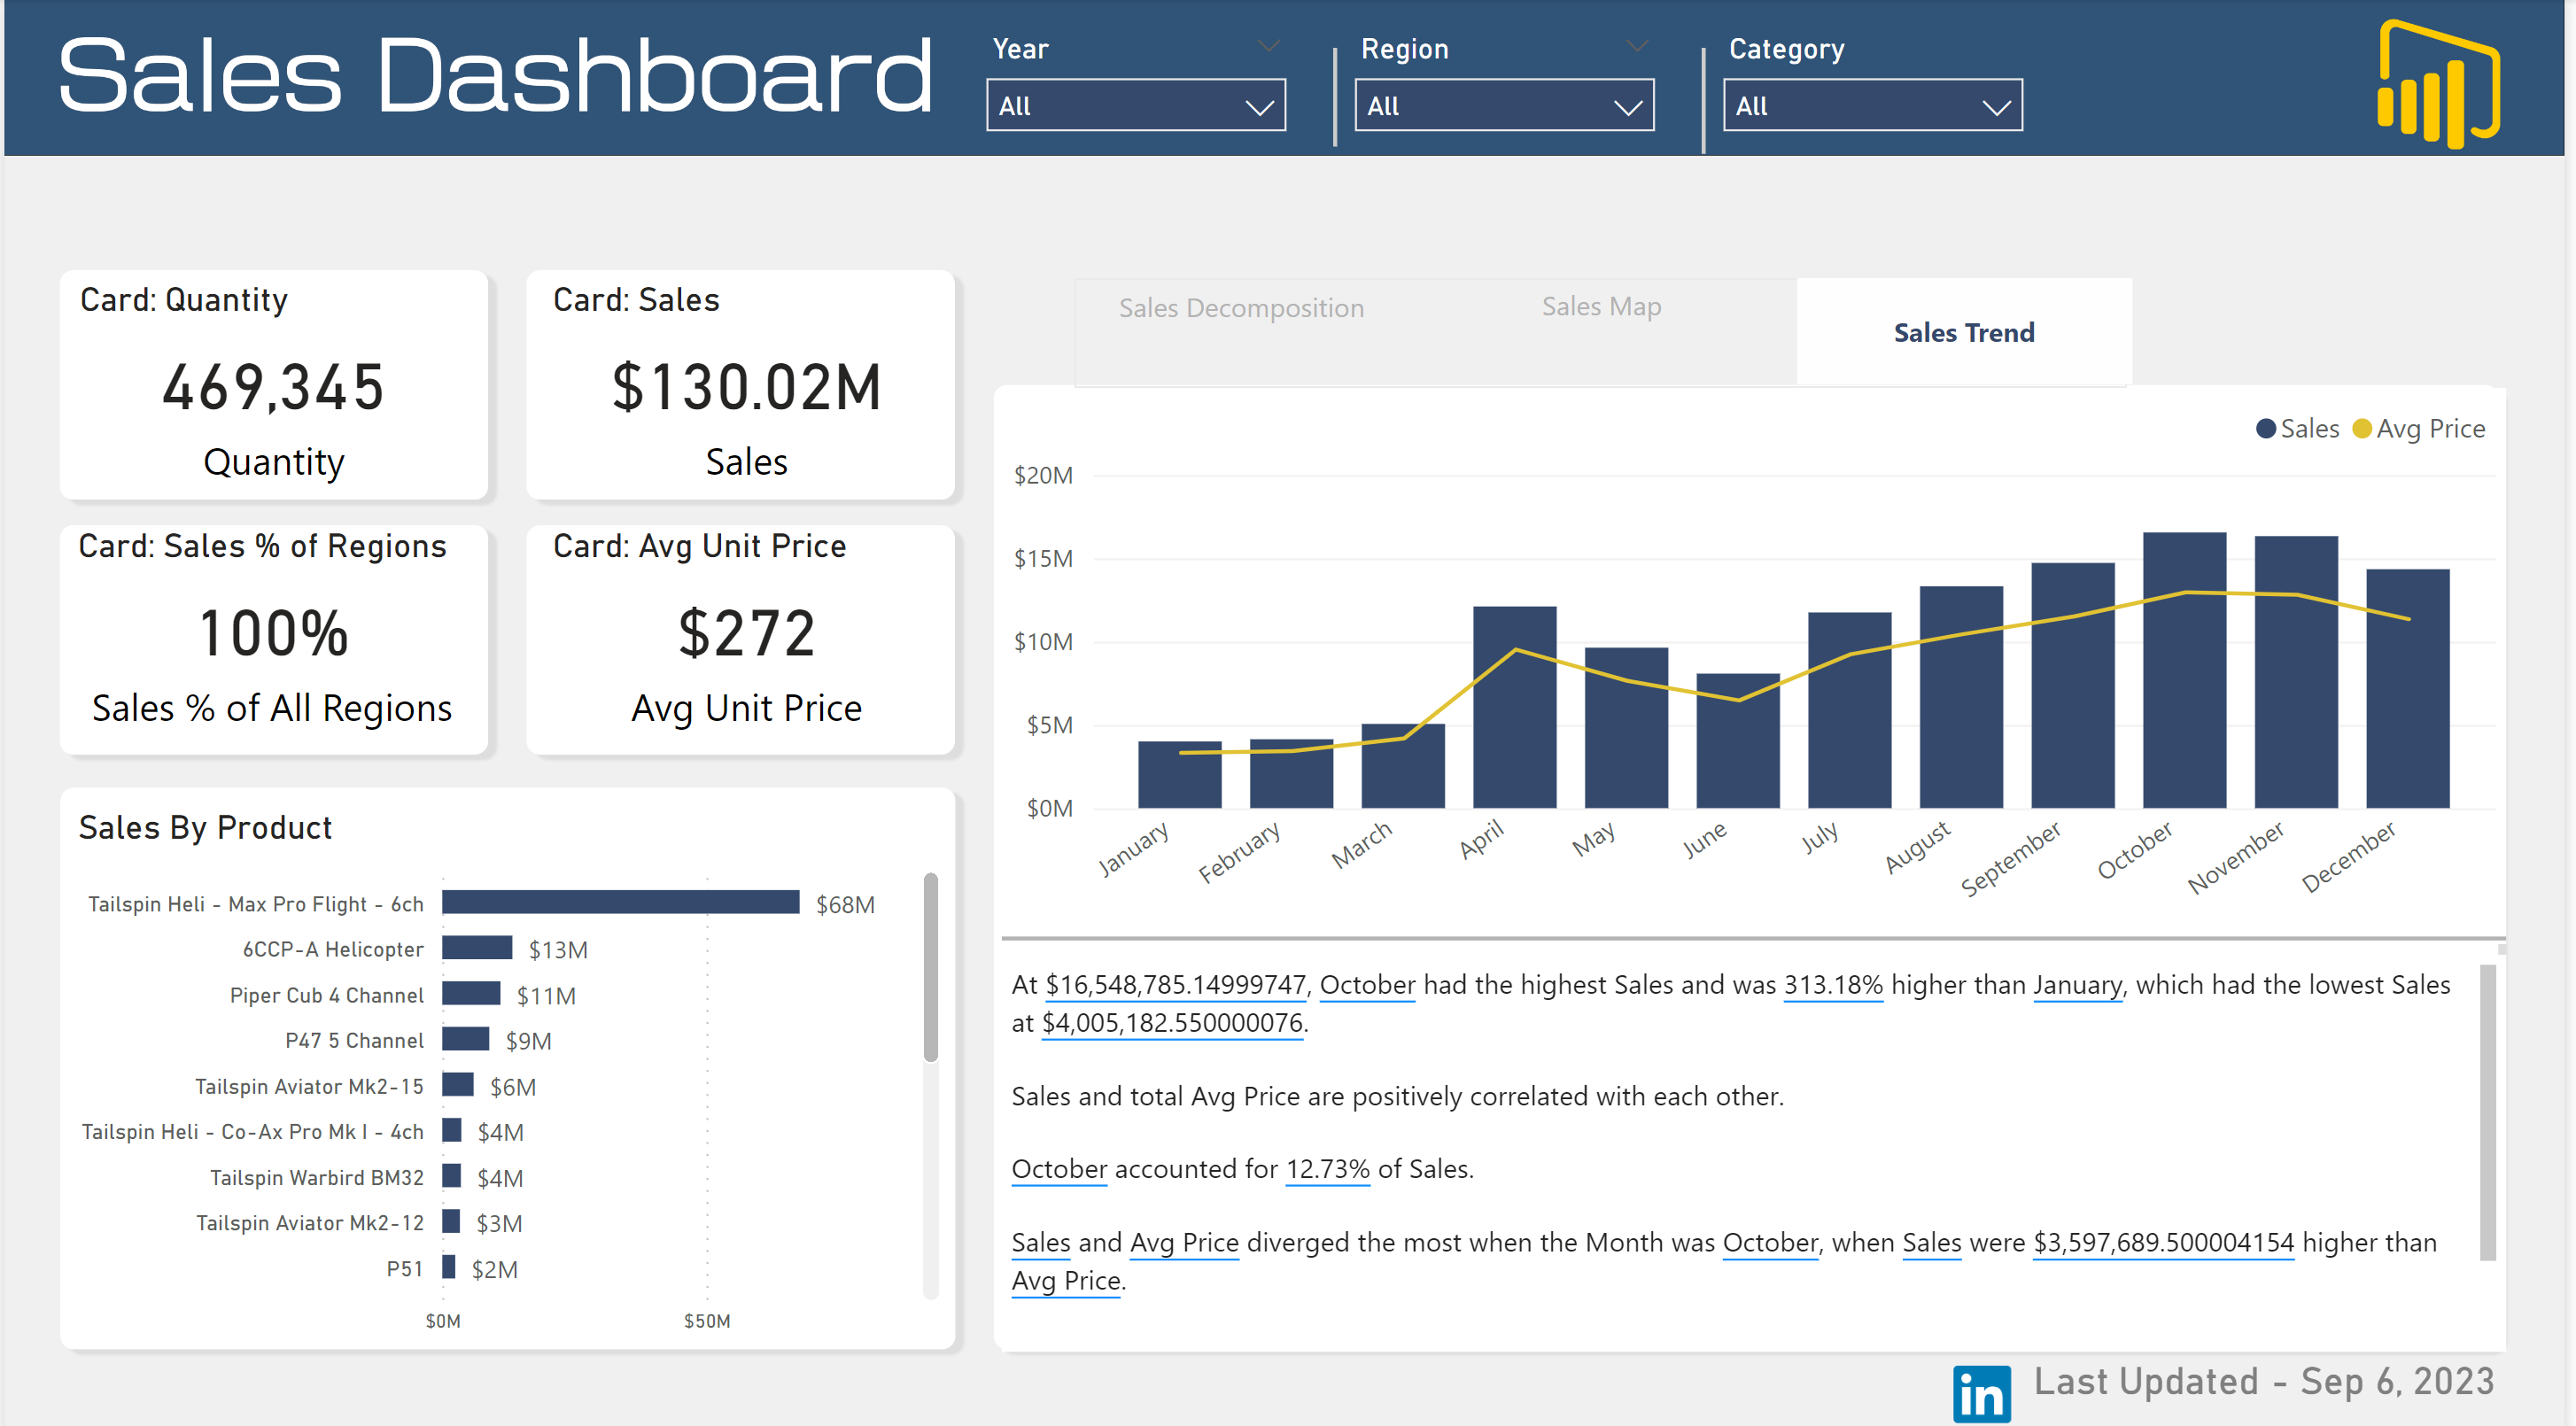 Sales Dashboard
Year
All
Region
All
Category
All
Card: Quantity
469,345
Quantity
Card: Sales
$130.02M
Sales
Card: Sales % of Regions
100%
Sales % of All Regions
Card: Avg Unit Price
$272
Avg Unit Price
Sales By Product
Tailspin Heli - Max Pro Flight - 6ch $68M
6CCP-A Helicopter $13M
Piper Cub 4 Channel $11M
P47 5 Channel $9M
Tailspin Aviator Mk2-15 $6M
Tailspin Heli - Co-Ax Pro Mk I - 4ch $4M
Tailspin Warbird BM32 $4M
Tailspin Aviator Mk2-12 $3M
P51 $2M
$0M $50M
Sales Decomposition
Sales Map
Sales Trend
Sales Avg Price
$20M
$15M
$10M
$5M
$0M
January February March April May June July August September October November December
At $16,548,785.14999747, October had the highest Sales and was 313.18% higher than January, which had the lowest Sales
at $4,005,182.550000076.
Sales and total Avg Price are positively correlated with each other.
October accounted for 12.73% of Sales.
Sales and Avg Price diverged the most when the Month was October, when Sales were $3,597,689.500004154 higher than
Avg Price.
in
Last Updated - Sep 6, 2023